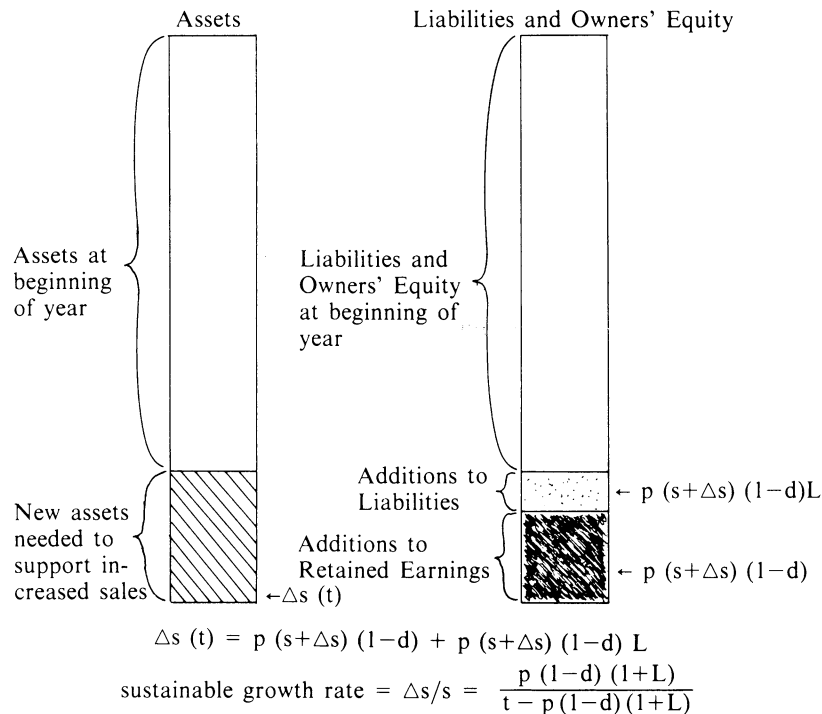 Assets
Liabilities and Owners' Equity
Assets at
beginning
of year
Liabilities and
Owners' Equity
at beginning of
year
New assets
needed to
support in-
creased sales
←△s (t)
Additions to
Liabilities
← p (s+△s) (1−d)L
Additions to
Retained Earnings
← p (s+△s) (1−d)
△s (t) = p (s+△s) (1−d) + p (s+△s) (1−d) L
sustainable growth rate = △s/s = p (1−d) (1+L)
t − p (1−d) (1+L)